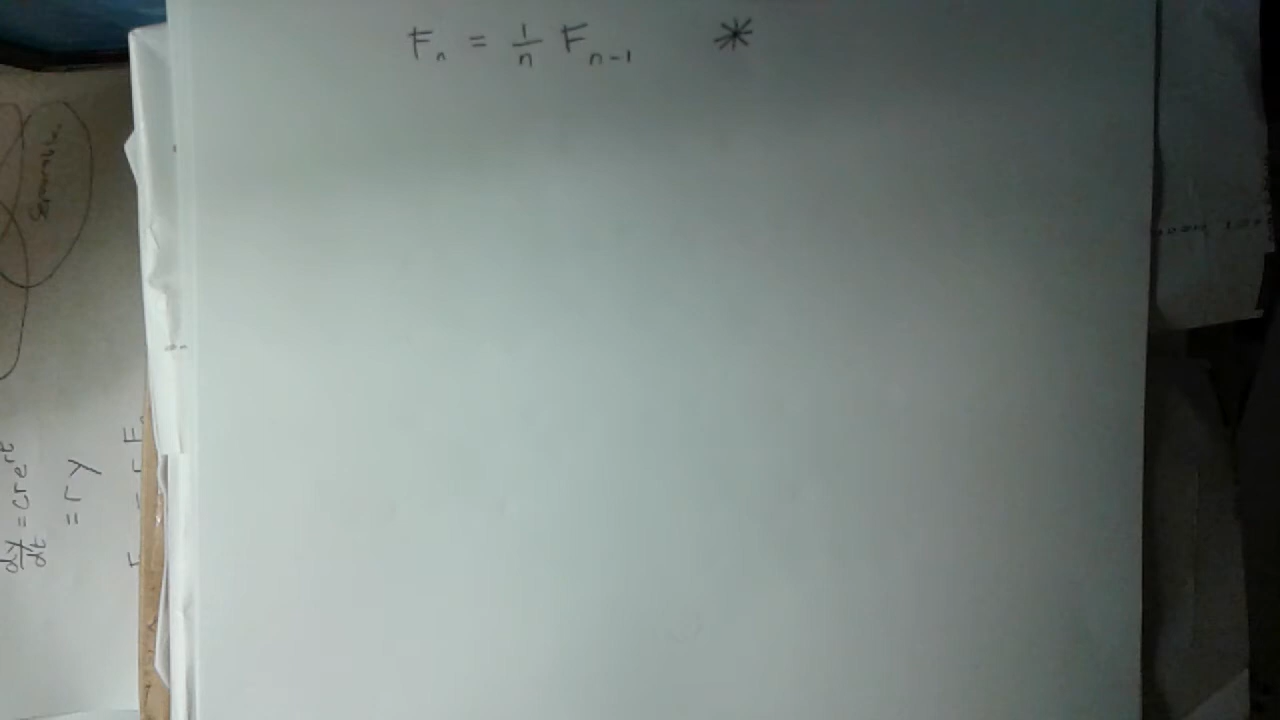 Fₙ = 1/n Fₙ₋₁ *
dy/dt = cre^rt
= ry